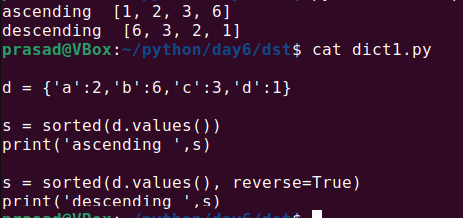 ascending  [1, 2, 3, 6]
descending [6, 3, 2, 1]
prasad@VBox:~/python/day6/dst$ cat dict1.py
d = {'a':2,'b':6,'c':3,'d':1}
s = sorted(d.values())
print('ascending ',s)
s = sorted(d.values(), reverse=True)
print('descending ',s)
prasad@VBox:~/python/day6/dst$